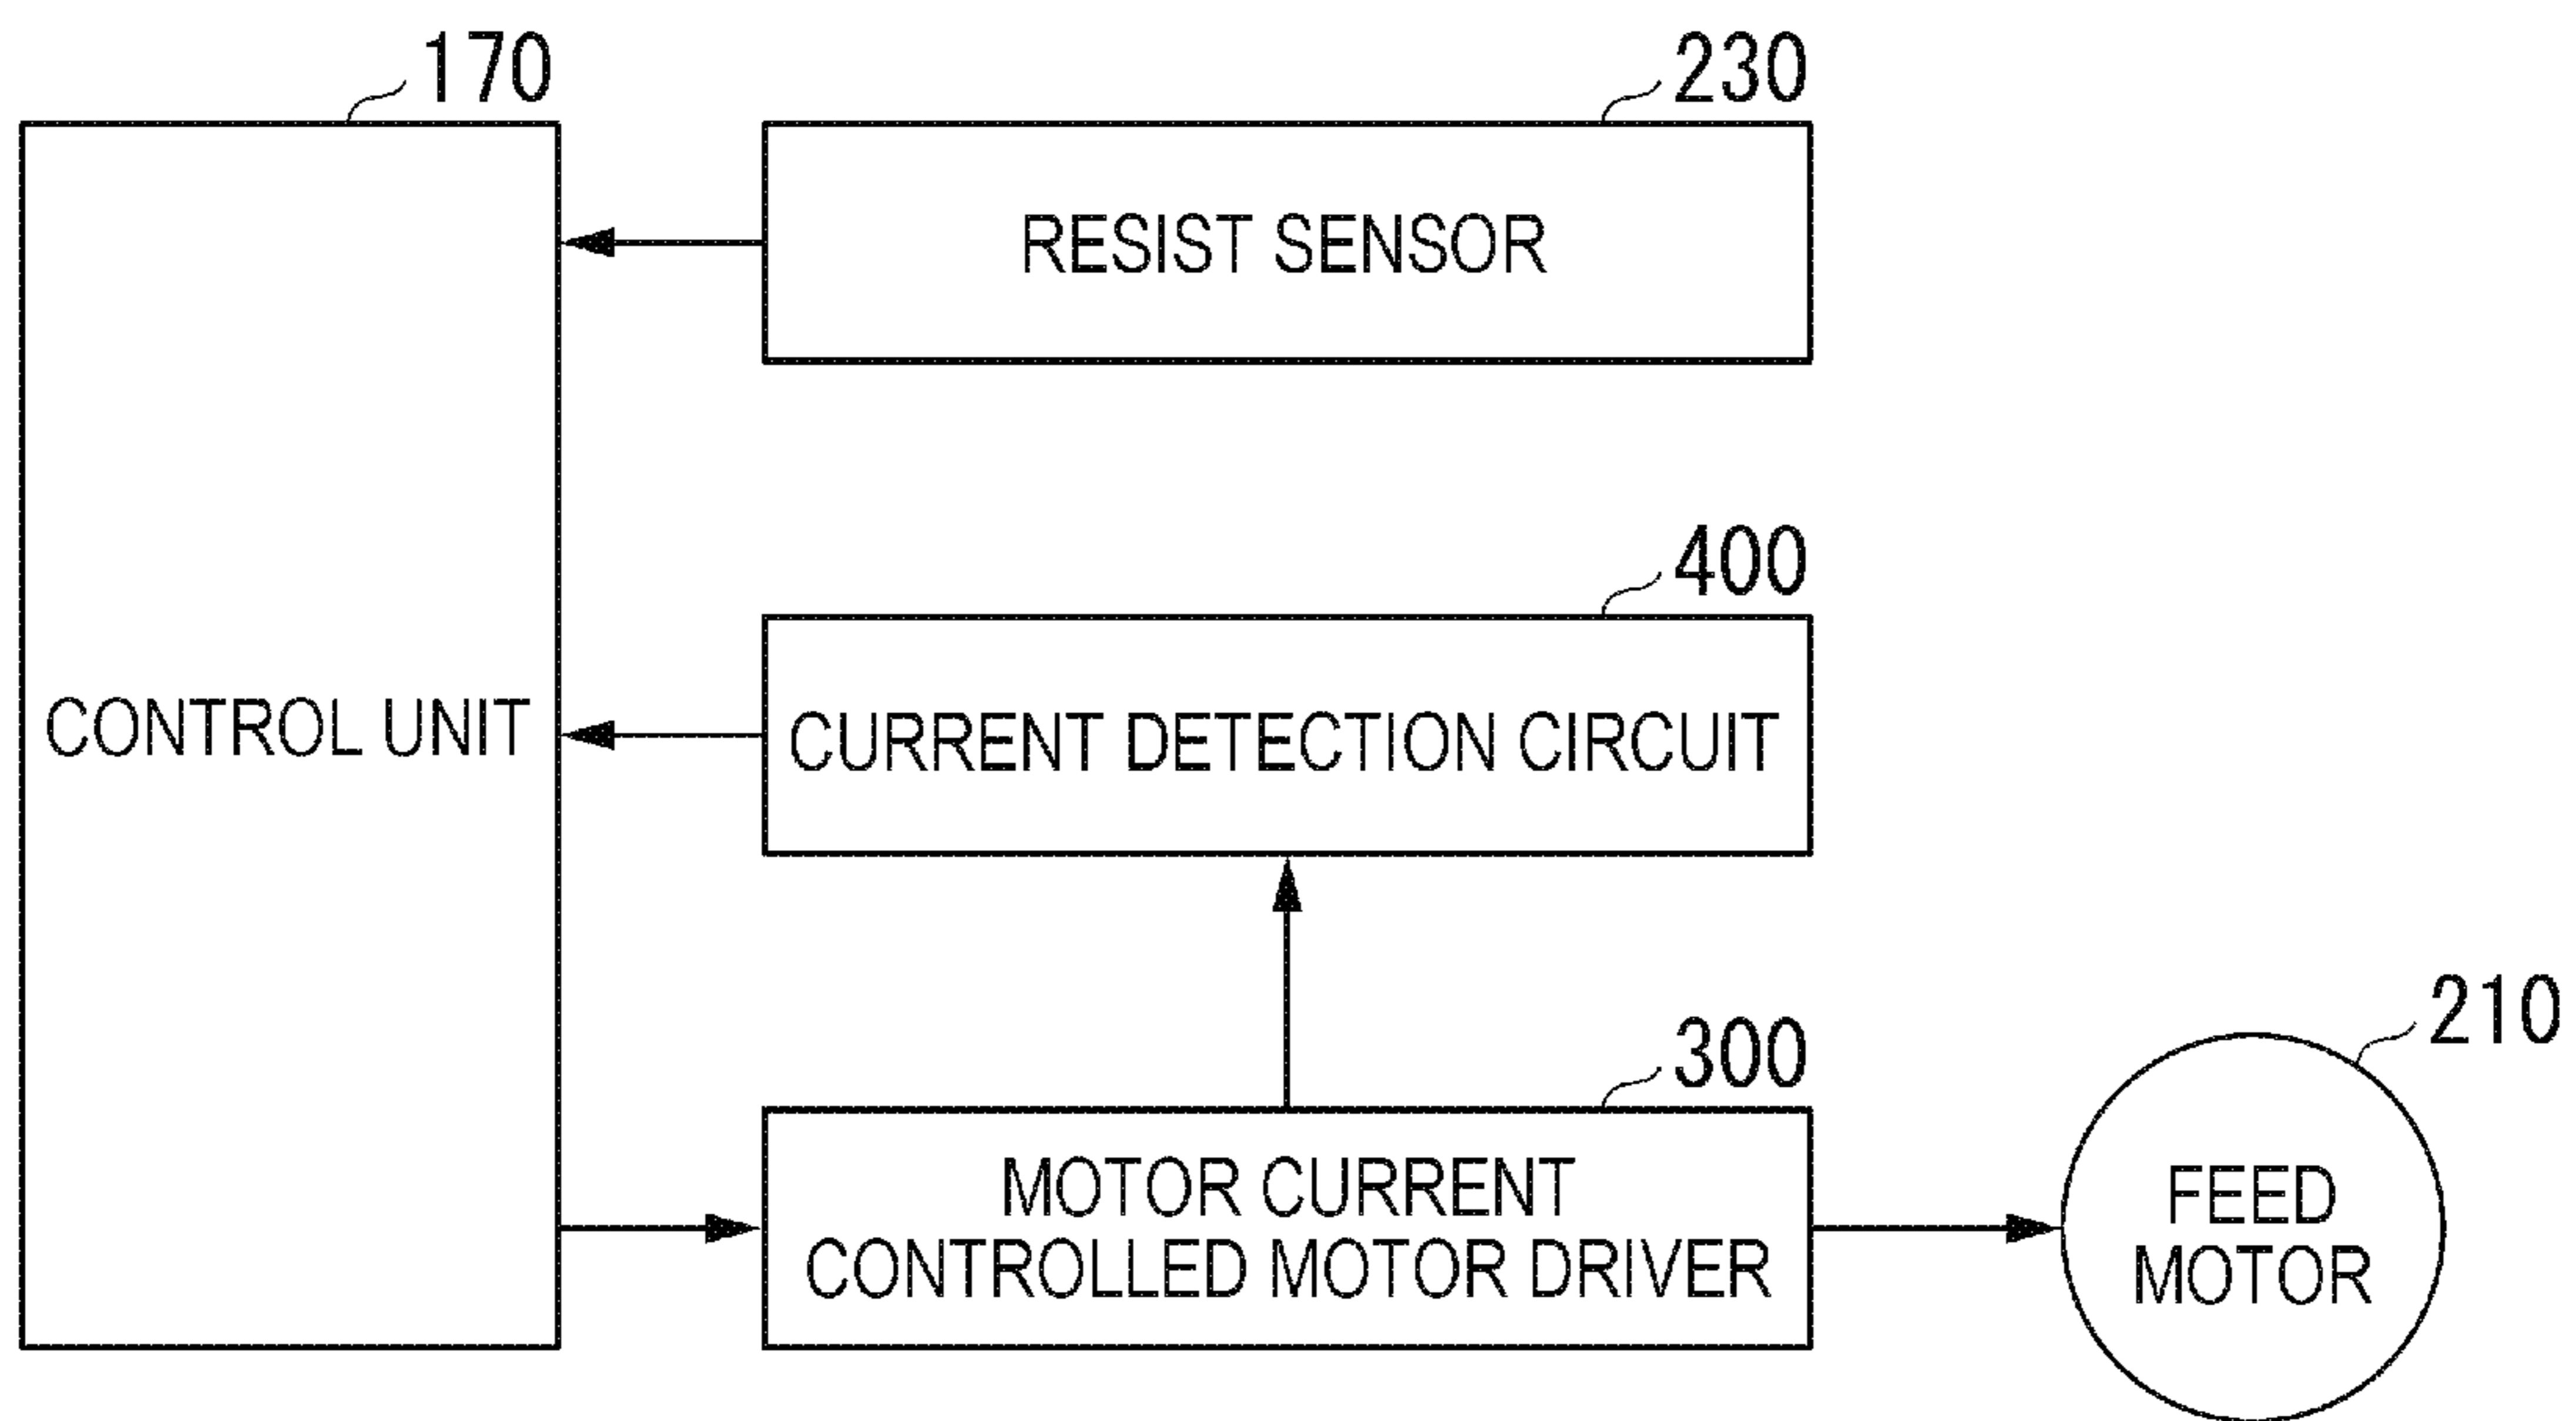 170
230
RESIST SENSOR
400
CONTROL UNIT
CURRENT DETECTION CIRCUIT
300
210
MOTOR CURRENT
CONTROLLED MOTOR DRIVER
FEED
MOTOR